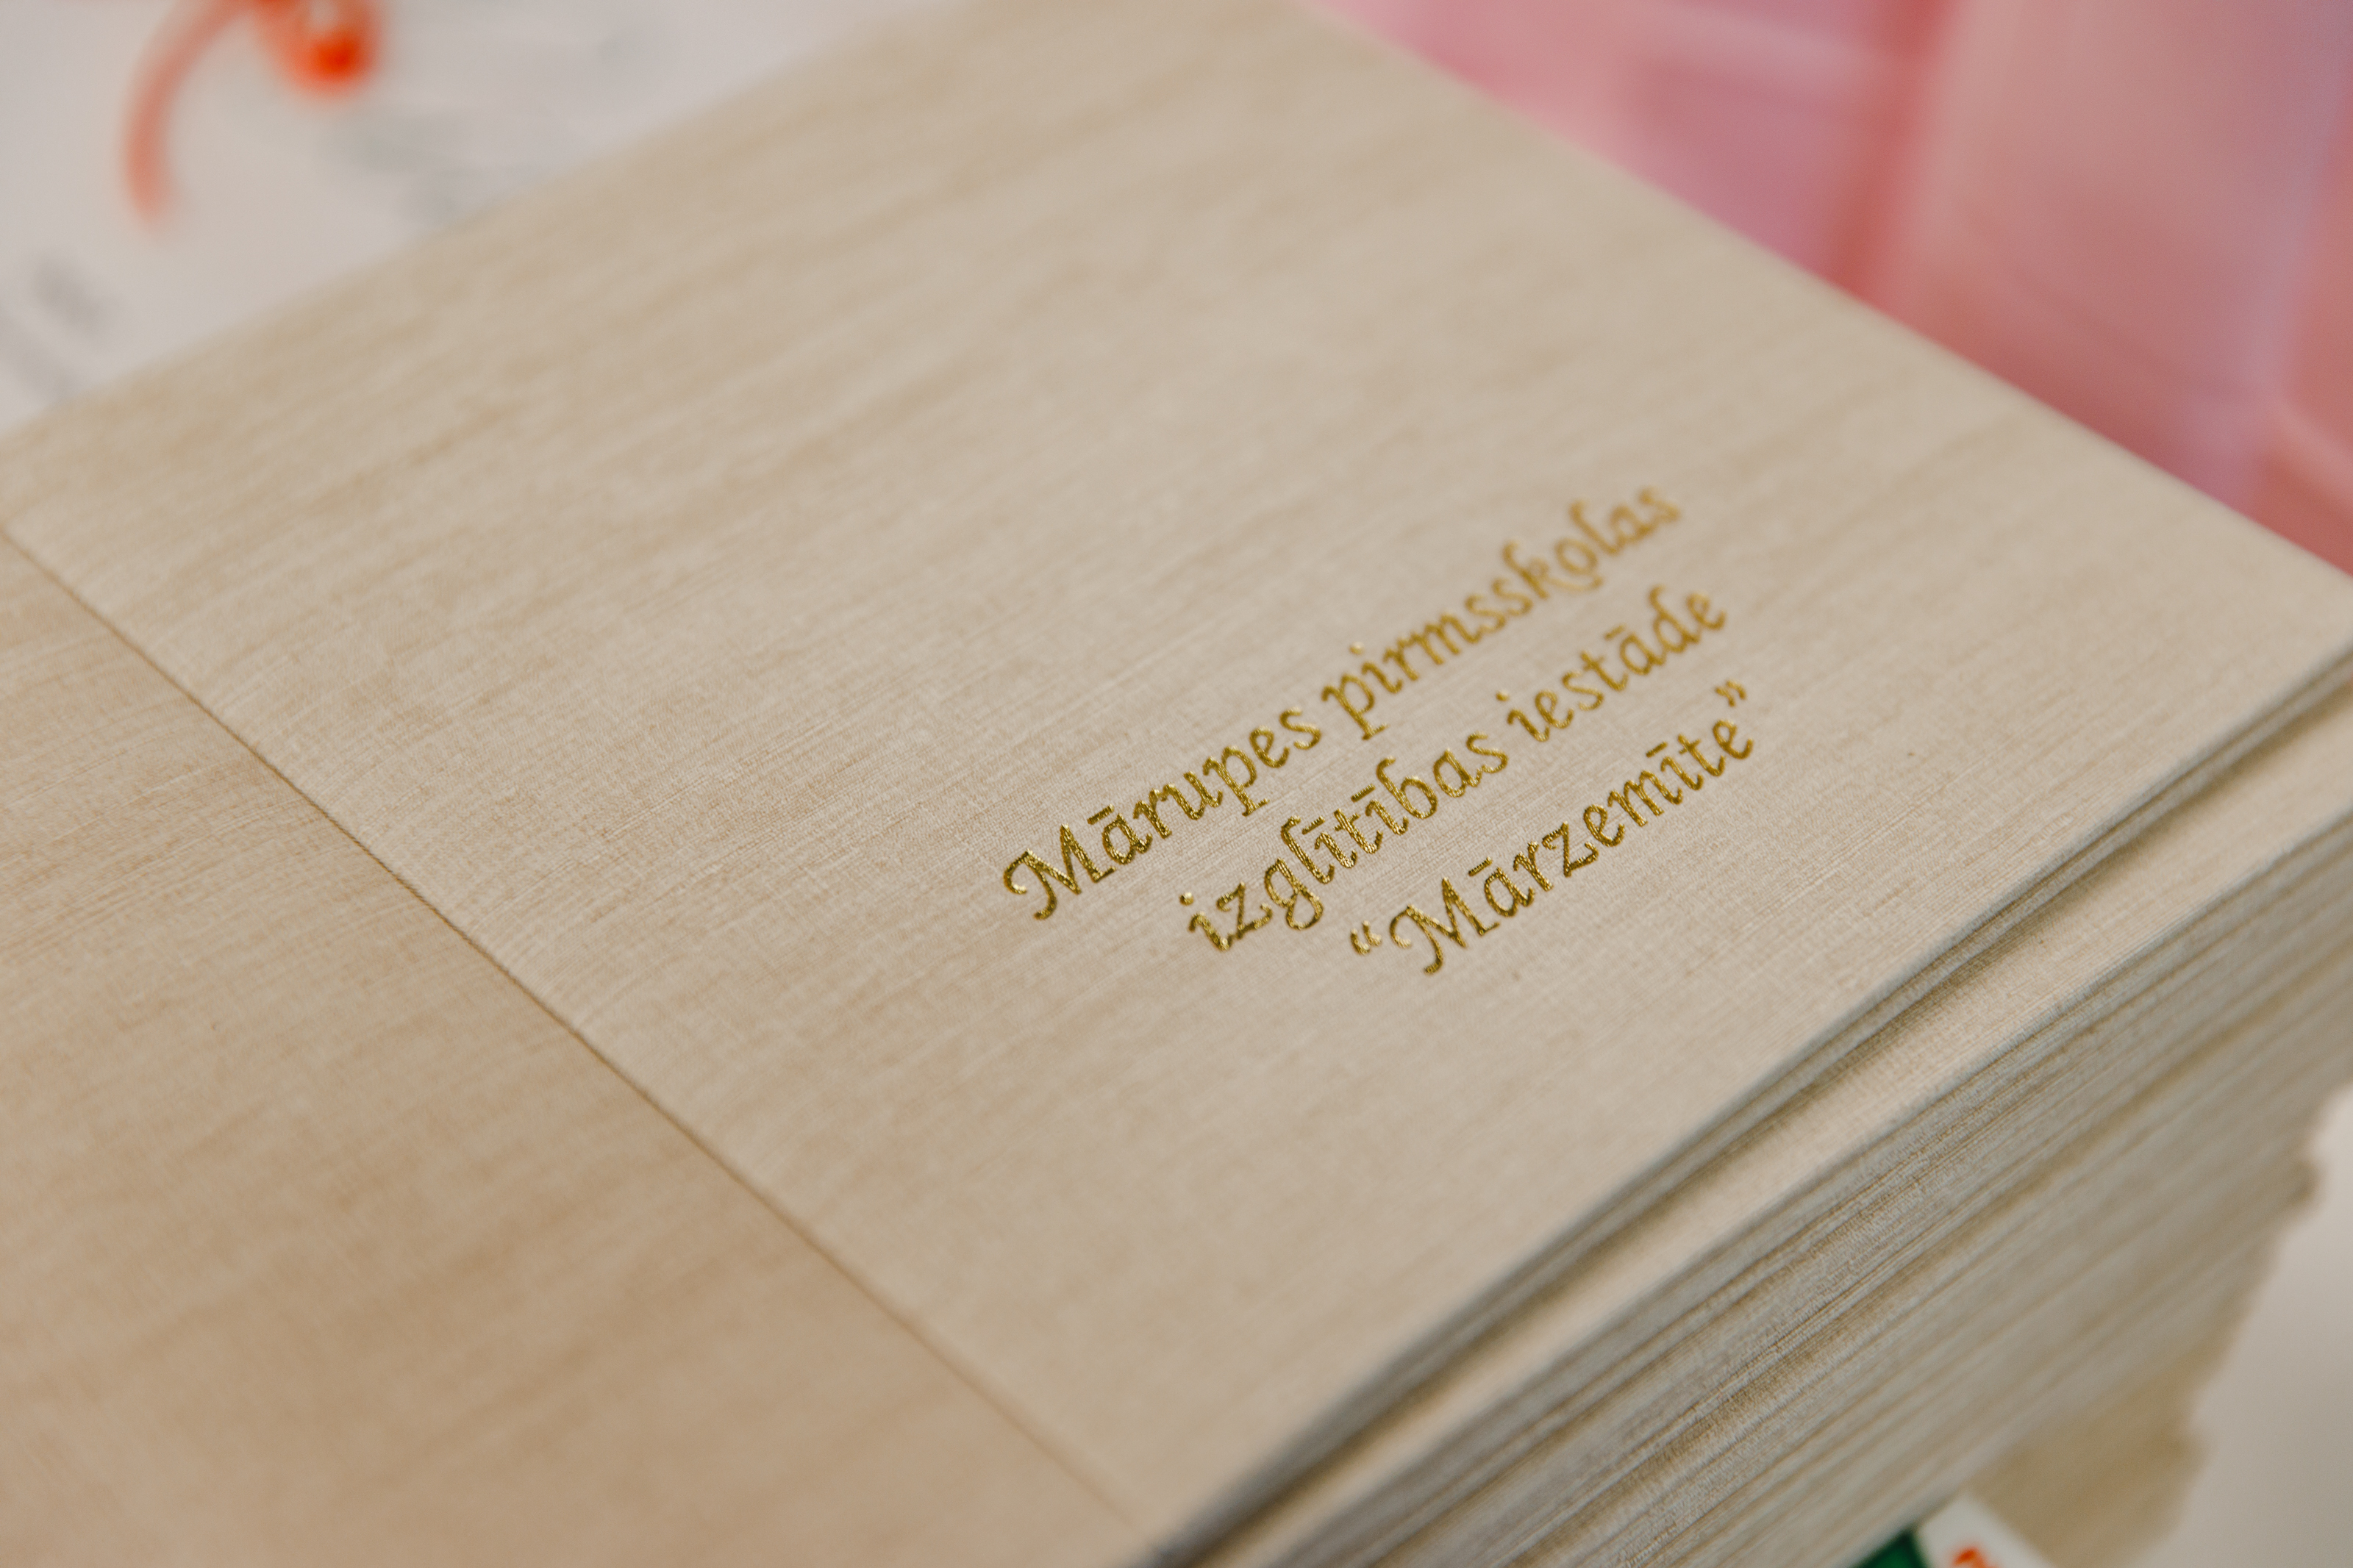 Mārupes pirmsskolas
izglītības iestāde
“Mārzemīte”